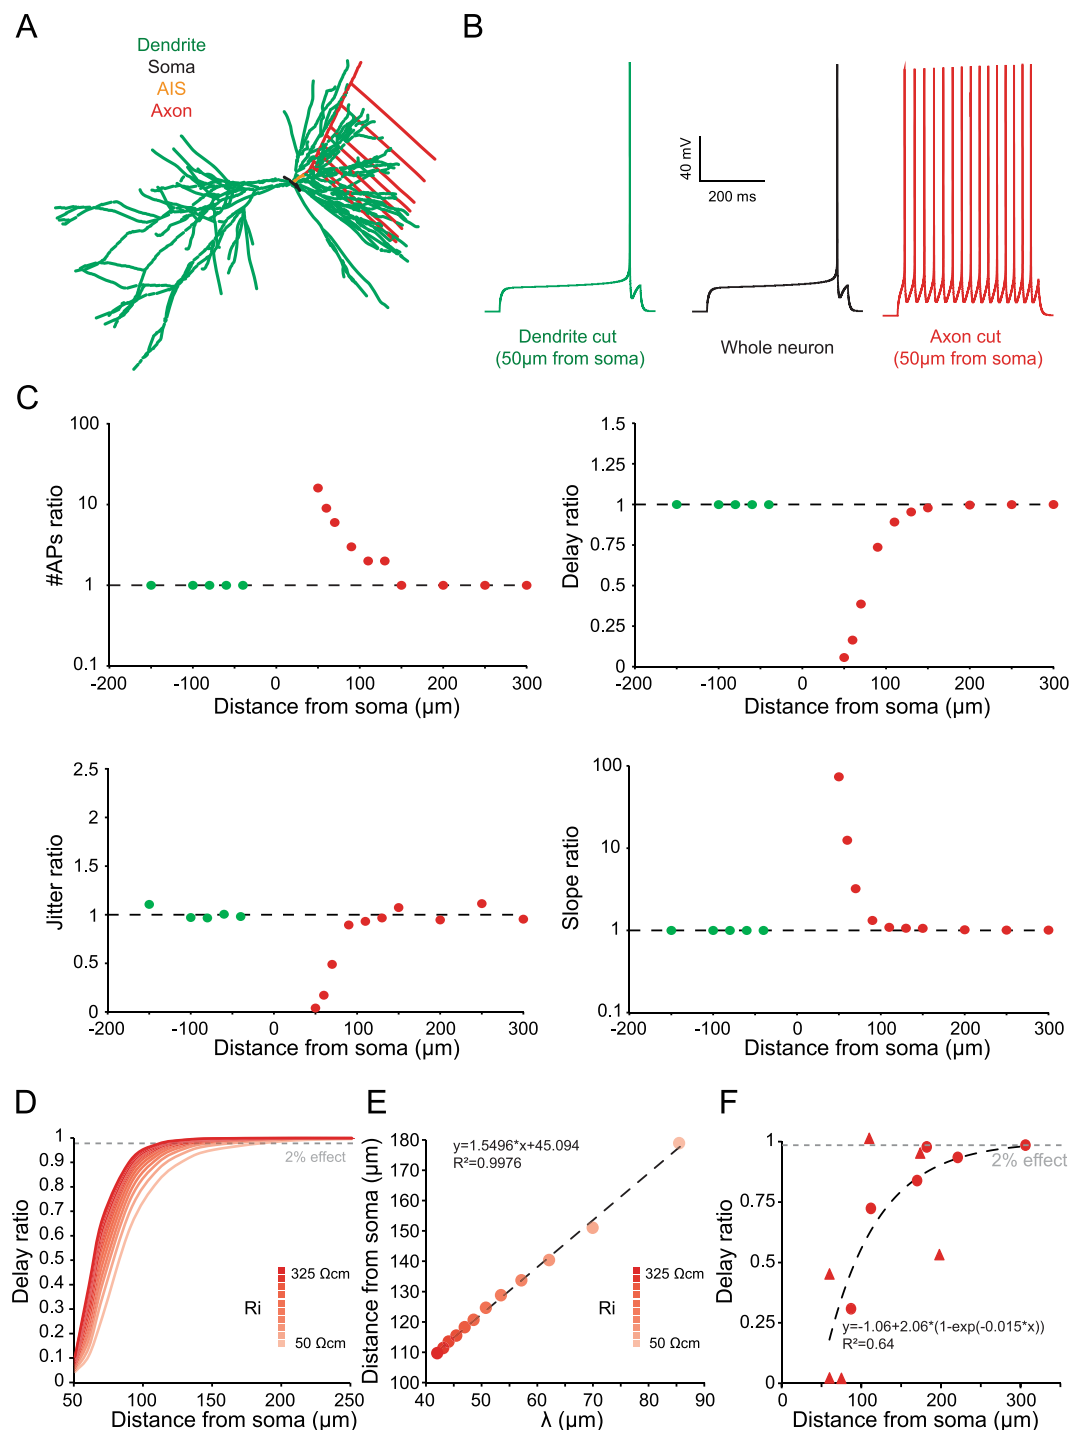 A
Dendrite
Soma
AIS
Axon
B
40 mV
200 ms
Dendrite cut
(50µm from soma)
Whole neuron
Axon cut
(50µm from soma)
C
#APs ratio
100
10
1
0.1
-200
-100
0
100
200
300
Distance from soma (µm)
Delay ratio
1.5
1.25
1
0.75
0.5
0.25
0
-200
-100
0
100
200
300
Distance from soma (µm)
Jitter ratio
2.5
2
1.5
1
0.5
0
-200
-100
0
100
200
300
Distance from soma (µm)
Slope ratio
100
10
1
0.1
-200
-100
0
100
200
300
Distance from soma (µm)
D
Delay ratio
1
0.9
0.8
0.7
0.6
0.5
0.4
0.3
0.2
0.1
0
2% effect
Ri
325 Ωcm
50 Ωcm
50
100
150
200
250
Distance from soma (µm)
E
Distance from soma (µm)
180
170
160
150
140
130
120
110
100
y=1.5496*x+45.094
R²=0.9976
Ri
325 Ωcm
50 Ωcm
40
50
60
70
80
90
λ (µm)
F
Delay ratio
1
0.75
0.5
0.25
0
2% effect
y=-1.06+2.06*(1-exp(-0.015*x))
R²=0.64
0
100
200
300
Distance from soma (µm)